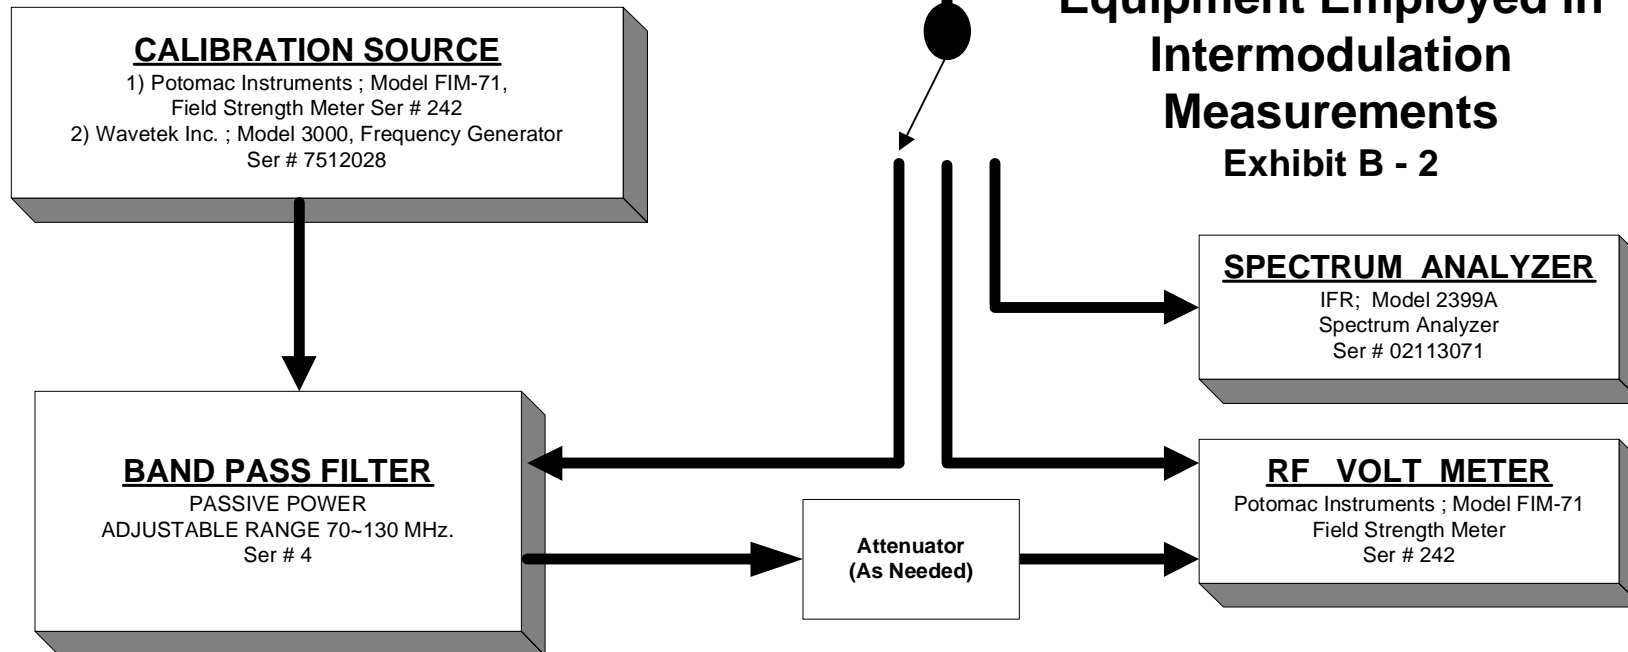 Equipment Employed in
Intermodulation
Measurements
Exhibit B - 2
CALIBRATION SOURCE
1) Potomac Instruments ; Model FIM-71,
Field Strength Meter Ser # 242
2) Wavetek Inc. ; Model 3000, Frequency Generator
Ser # 7512028
SPECTRUM ANALYZER
IFR; Model 2399A
Spectrum Analyzer
Ser # 02113071
BAND PASS FILTER
PASSIVE POWER
ADJUSTABLE RANGE 70~130 MHz.
Ser # 4
Attenuator
(As Needed)
RF VOLT METER
Potomac Instruments ; Model FIM-71
Field Strength Meter
Ser # 242